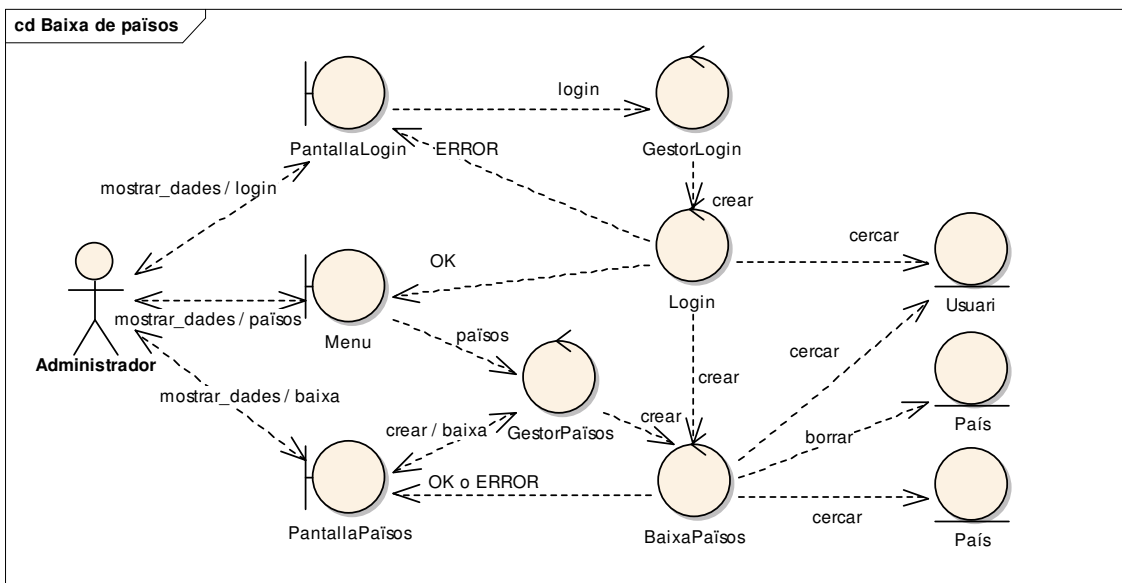 cd Baixa de països
login
PantallaLogin
ERROR
GestorLogin
mostrar_dades / login
crear
cercar
OK
Login
Usuari
mostrar_dades / països
Menu
països
cercar
Administrador
crear
mostrar_dades / baixa
crear / baixa
GestorPaïsos
crear
borrar
País
OK o ERROR
cercar
PantallaPaïsos
BaixaPaïsos
País